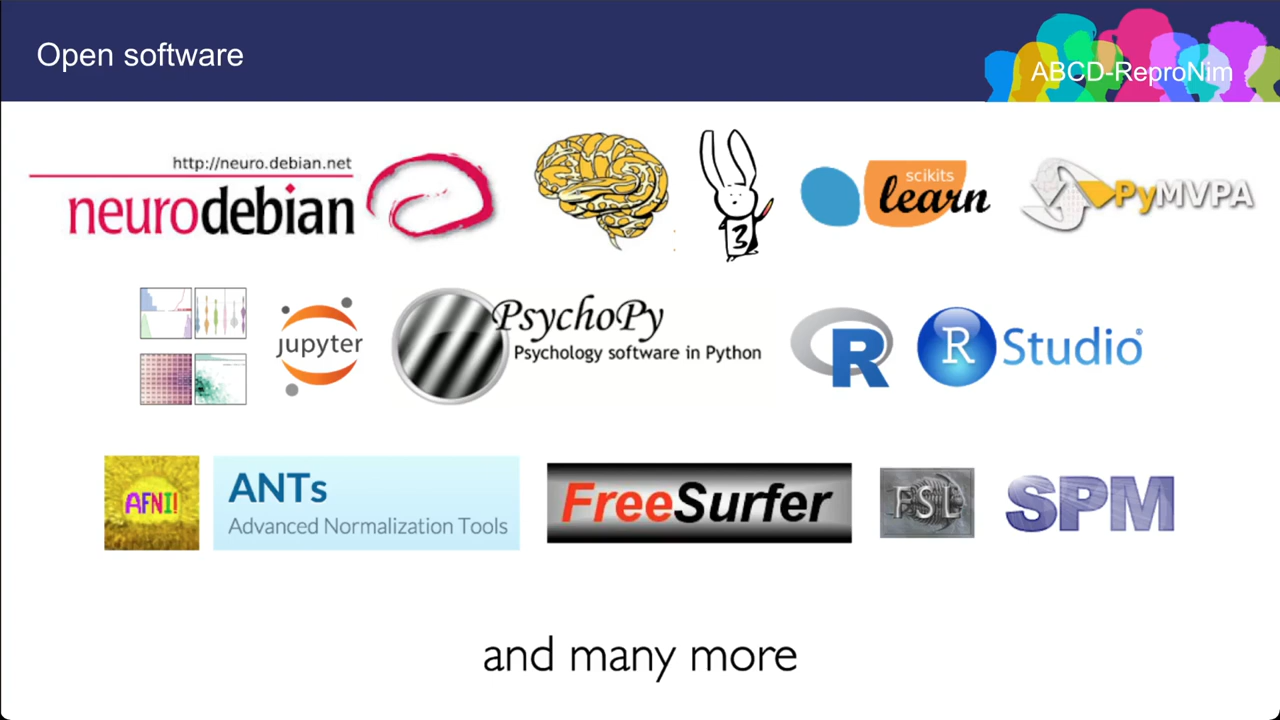 Open software
ABCD-ReproNim
http://neuro.debian.net
neurodebian
3
scikits
learn
PyMVPA
jupyter
PsychoPy
Psychology software in Python
R
R Studio®
AFNI!
ANTs
Advanced Normalization Tools
FreeSurfer
FSL
SPM
and many more